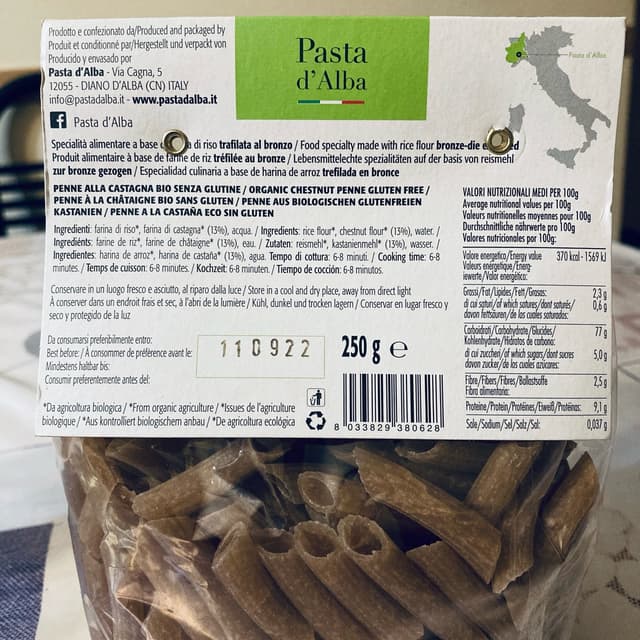 Prodotto e confezionato da/Produced and packaged by
Produit et conditionné par/Hergestellt und verpackt von
Producido y envasado por
Pasta d'Alba - Via Cagna, 5
12055 - DIANO D'ALBA (CN) ITALY
info@pastadalba.it - www.pastadalba.it
Pasta d'Alba
Pasta
d'Alba
Pasta d'Alba
Specialità alimentare a base di riso trafilata al bronzo / Food specialty made with rice flour bronze-die
Produit alimentaire à base de farine de riz tréfilée au bronze / Lebensmittelechte spezialitäten auf der basis von reismehl
zur bronze gezogen / Especialidad culinaria a base de harina de arroz trefilada en bronce
PENNE ALLA CASTAGNA BIO SENZA GLUTINE / ORGANIC CHESTNUT PENNE GLUTEN FREE /
PENNE À LA CHÂTAIGNE BIO SANS GLUTEN / PENNE AUS BIOLOGISCHEN GLUTENFREIEN
KASTANIEN / PENNE A LA CASTAÑA ECO SIN GLUTEN
Ingredienti: farina di riso*, farina di castagna* (13%), acqua. / Ingredients: rice flour*, chestnut flour* (13%), water. /
Ingrédients: farine de riz*, farine de châtaigne* (13%), eau. / Zutaten: reismehl*, kastanienmehl* (13%), wasser. /
Ingredientes: harina de arroz*, harina de castaña* (13%), agua. Tempo di cottura: 6-8 minuti. / Cooking time: 6-8
minutes. / Temps de cuisson: 6-8 minutes. / Kochzeit: 6-8 minuten. / Tiempo de cocción: 6-8 minutos.
Conservare in un luogo fresco e asciutto, al riparo dalla luce / Store in a cool and dry place, away from direct light
À conserver dans un endroit frais et sec, à l'abri de la lumière / Kühl, dunkel und trocken lagern / Conservar en lugar fresco y
seco y protegido de la luz
Da consumarsi preferibilmente entro:
Best before: / À consommer de préférence avant le:
Mindestens haltbar bis:
Consumir preferentemente antes del:
110922
250 g e
*Da agricoltura biologica / *From organic agriculture / *Issues de l'agriculture
biologique / *Aus kontrolliert biologischem anbau / *De agricoltura ecológica
8 033829 380628
VALORI NUTRIZIONALI MEDI PER 100g
Average nutritional values per 100g
Valeurs nutritionnelles moyennes pour 100g
Durchschnittliche nährwerte pro 100g
Valores nutricionales por 100g:
Valore energetico/Energy value 370 kcal - 1569 kJ
Valeurs énergétique/Energ-
iewerte/Valor energético:
Grassi/Fat/Lipides/Fett/Grasas: 2,3 g
di cui saturi/of which satures/dont saturés/ 0,6 g
davon fettsäuren/de los cuales saturados:
Carboidrati/Carbohydrate/Glucides/ 77 g
Kohlenhydrate/Hidratos de carbono:
di cui zuccheri/of which sugars/dont sucres 5,0 g
davon zucker/de los cuales azúcares:
Fibre/Fibers/Fibres/Ballastsoffe 2,5 g
Fibra alimentaria:
Proteine/Protein/Protéines/Eiweiß/Proteínas: 9,1 g
Sale/Sodium/Sel/Salz/Sal: 0,037 g